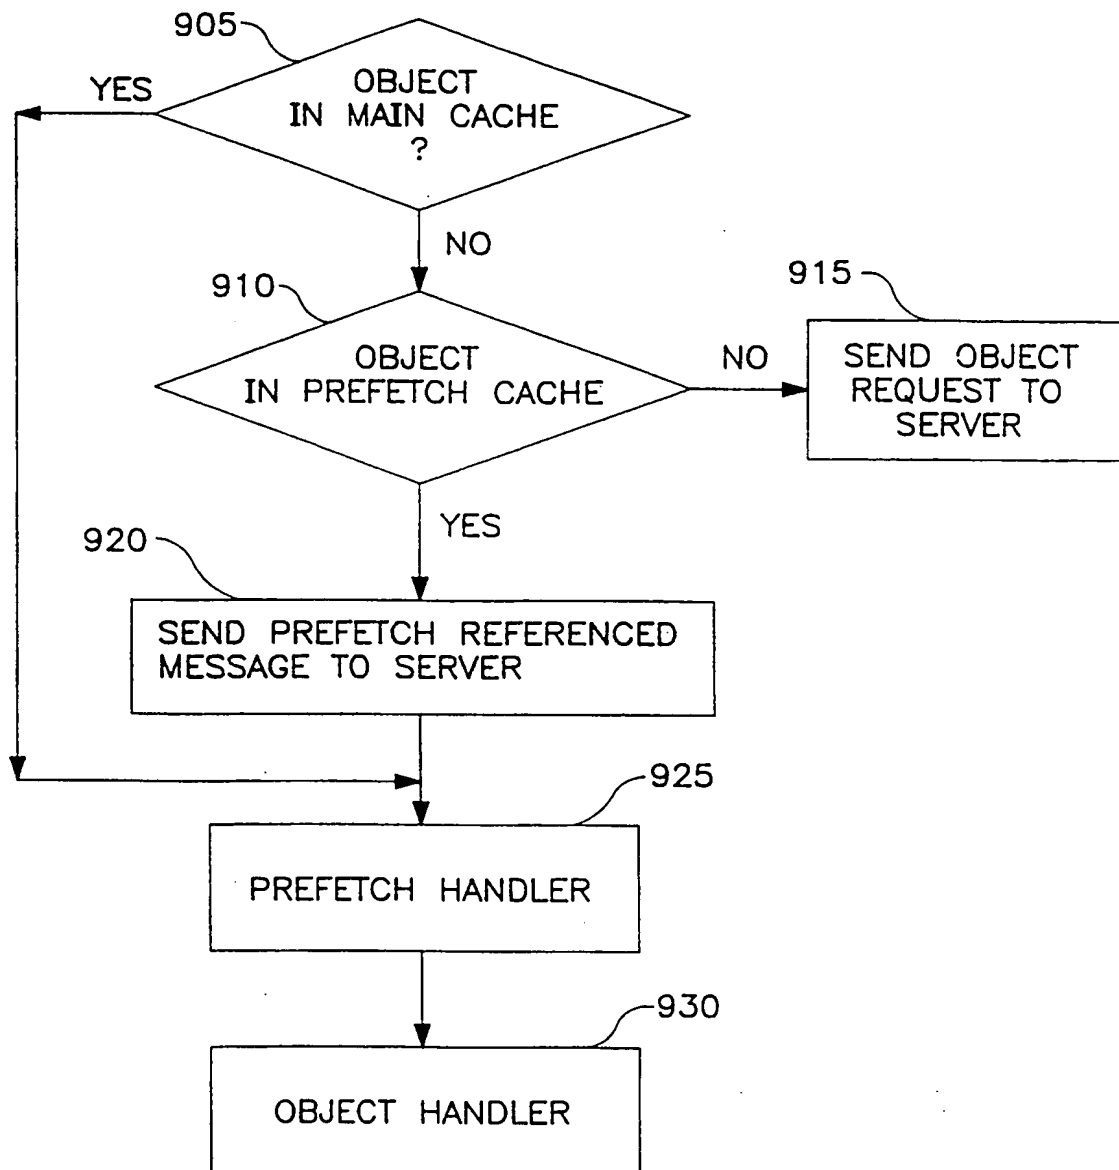 905
OBJECT
IN MAIN CACHE
?
YES
NO
910
OBJECT
IN PREFETCH CACHE
NO
915
SEND OBJECT
REQUEST TO
SERVER
YES
920
SEND PREFETCH REFERENCED
MESSAGE TO SERVER
925
PREFETCH HANDLER
930
OBJECT HANDLER